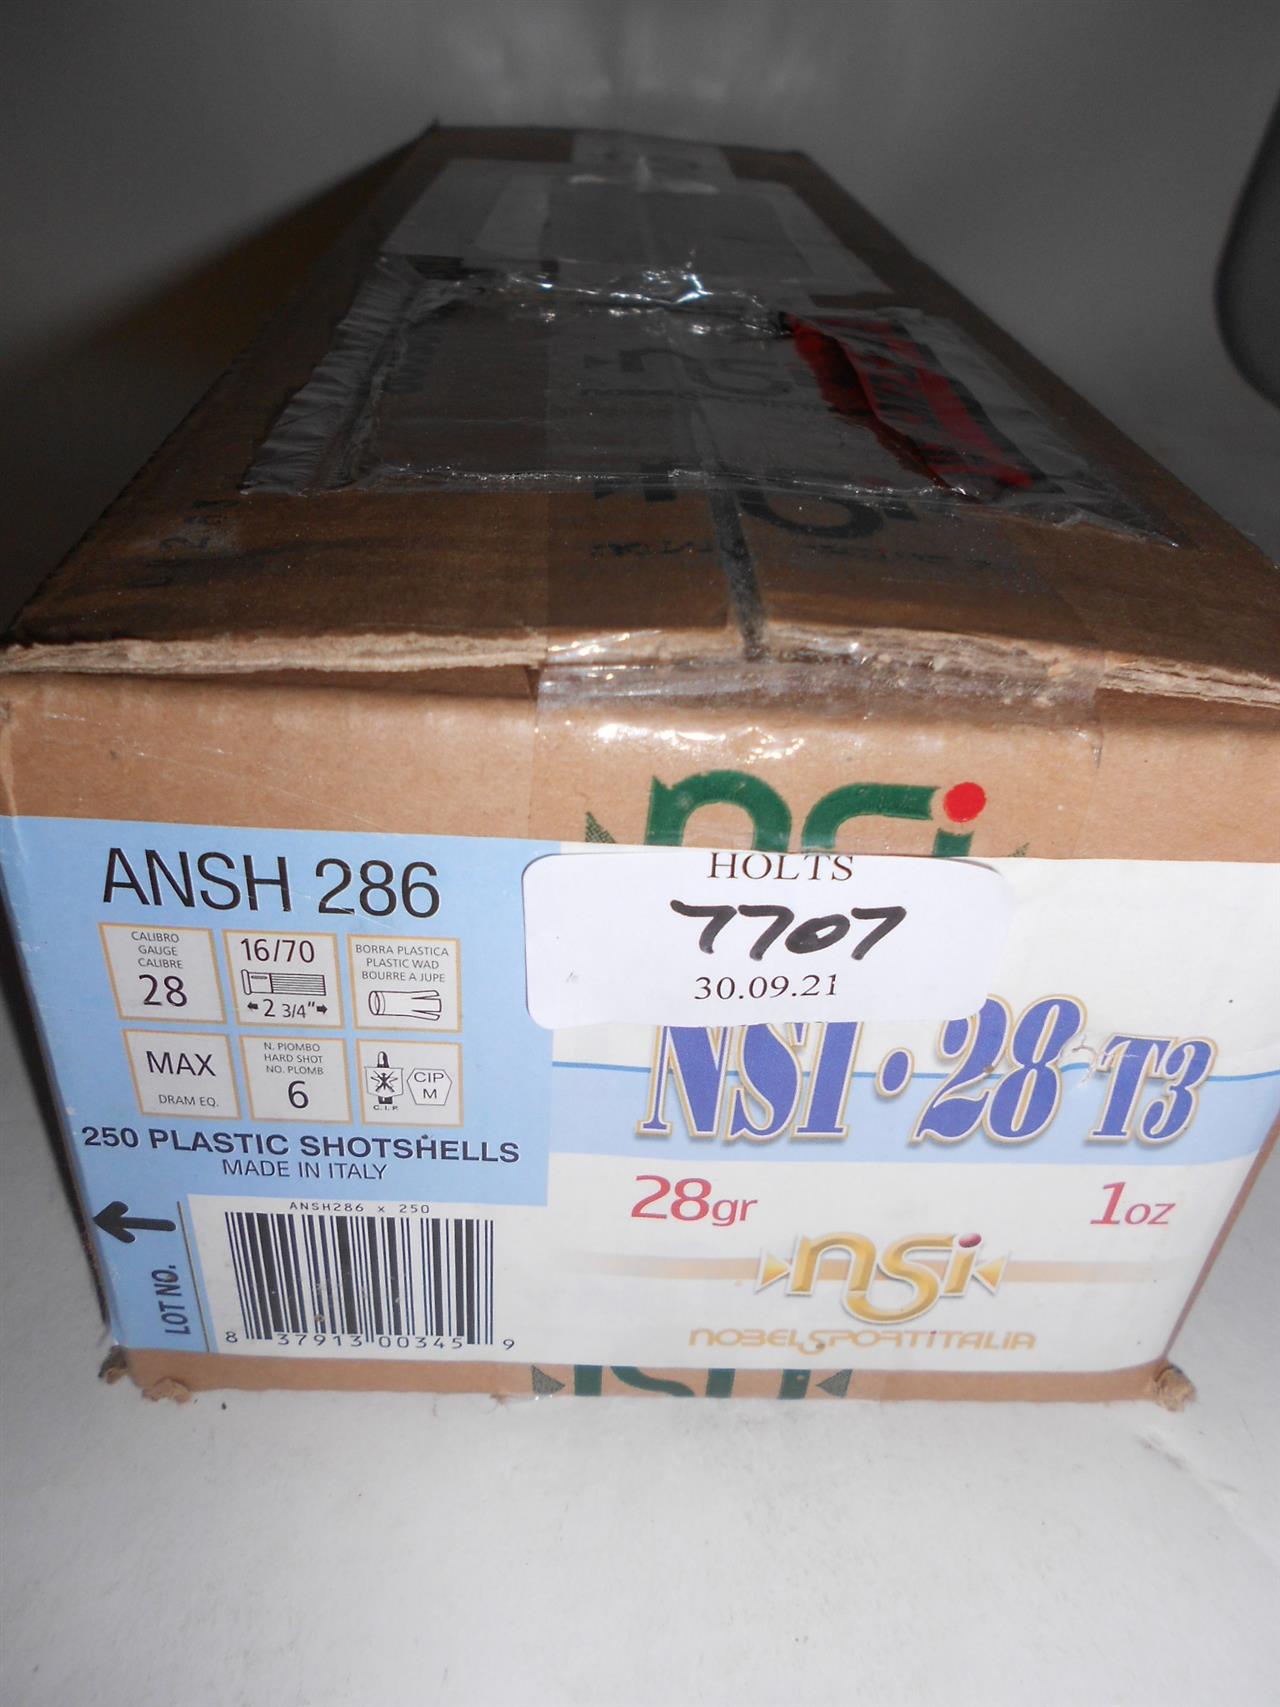 nsi
HOLTS
7707
30.09.21
ANSH 286
CALIBRO
GAUGE
CALIBRE
28
16/70
2 3/4"
BORRA PLASTICA
PLASTIC WAD
BOURRE A JUPE
MAX
DRAM EQ.
N. PIOMBO
HARD SHOT
NO. PLOMB
6
C.I.P.
CIP
M
250 PLASTIC SHOTSHELLS
MADE IN ITALY
NSI · 28 T3
28gr
1oz
LOT NO.
ANSH286 x 250
8 37913 00345 9
nsi
NOBELSPORTITALIA
nsi